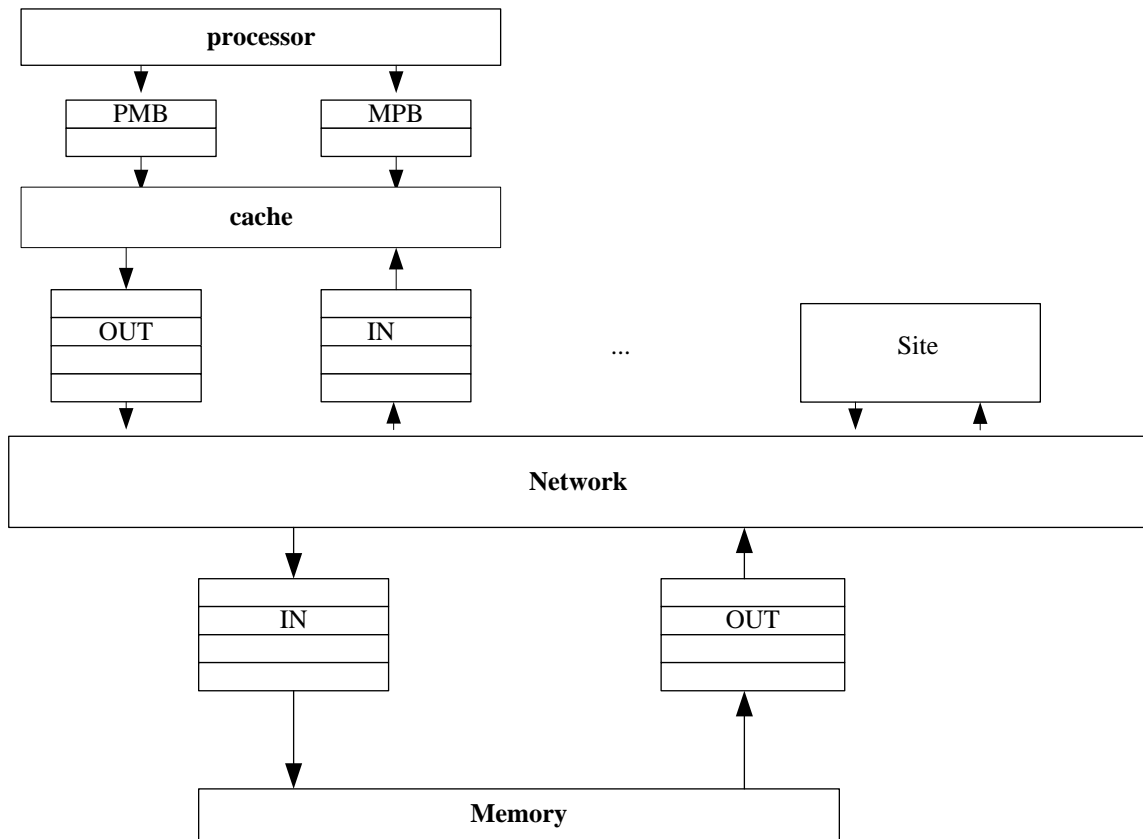 processor
PMB
MPB
cache
OUT
IN
...
Site
Network
IN
OUT
Memory